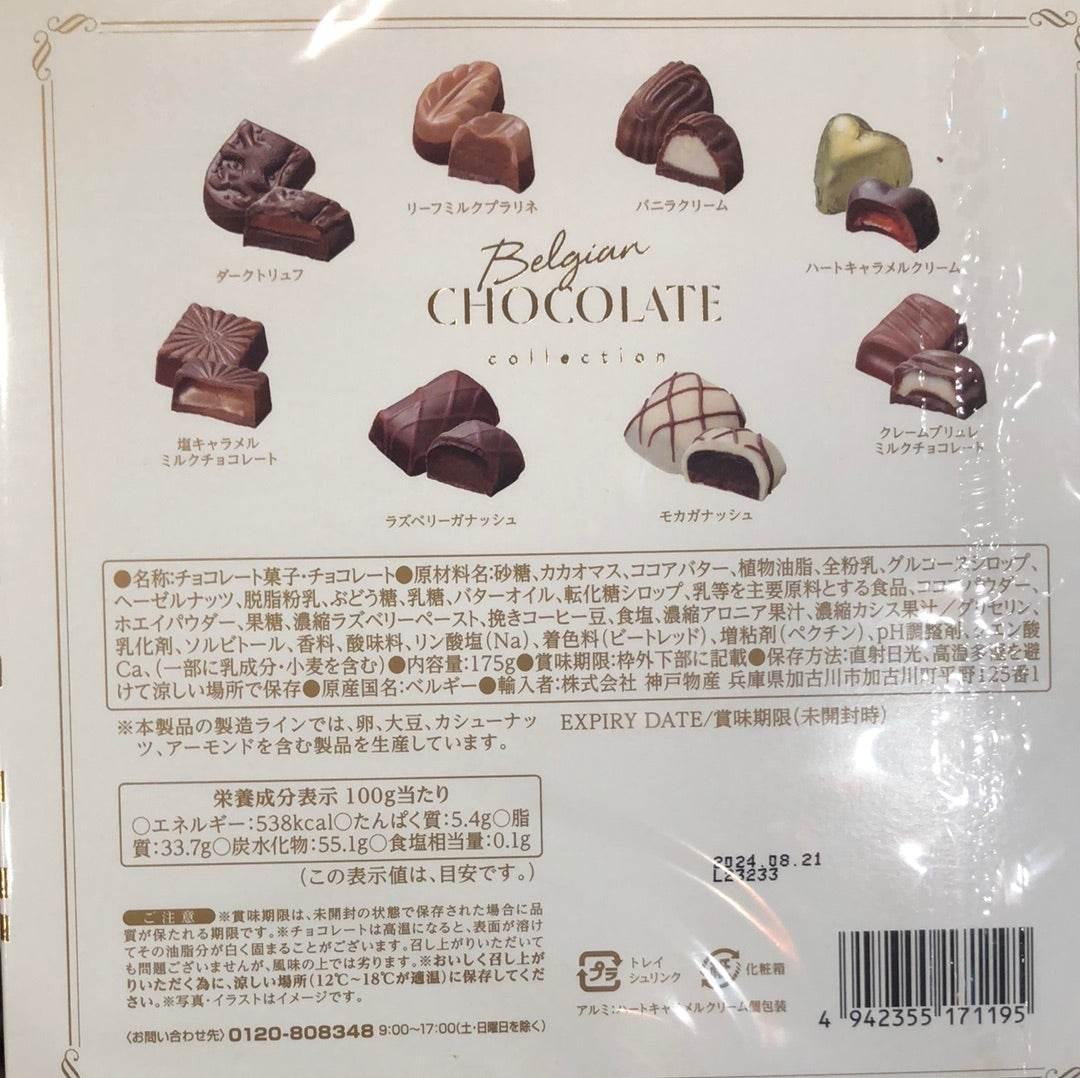 リーフミルクプラリネ
バニラクリーム
ダークトリュフ
ハートキャラメルクリーム
Belgian
CHOCOLATE
collection
塩キャラメル
ミルクチョコレート
クレームブリュレ
ミルクチョコレート
ラズベリーガナッシュ
モカガナッシュ
●名称:チョコレート菓子・チョコレート●原材料名:砂糖、カカオマス、ココアバター、植物油脂、全粉乳、グルコースシロップ、
ヘーゼルナッツ、脱脂粉乳、ぶどう糖、乳糖、バターオイル、転化糖シロップ、乳等を主要原料とする食品、ココアパウダー、
ホエイパウダー、果糖、濃縮ラズベリーペースト、挽きコーヒー豆、食塩、濃縮アロニア果汁、濃縮カシス果汁／グリセリン、
乳化剤、ソルビトール、香料、酸味料、リン酸塩(Na)、着色料(ビートレッド)、増粘剤(ペクチン)、pH調整剤、クエン酸
Ca、(一部に乳成分・小麦を含む)●内容量:175g●賞味期限:枠外下部に記載●保存方法:直射日光、高温多湿を避
けて涼しい場所で保存●原産国名:ベルギー●輸入者:株式会社 神戸物産 兵庫県加古川市加古川町平野125番1
※本製品の製造ラインでは、卵、大豆、カシューナッ
ツ、アーモンドを含む製品を生産しています。
EXPIRY DATE/賞味期限(未開封時)
栄養成分表示 100g当たり
○エネルギー:538kcal○たんぱく質:5.4g○脂
質:33.7g○炭水化物:55.1g○食塩相当量:0.1g
(この表示値は、目安です。)
2024.08.21
L23233
ご注意 ※賞味期限は、未開封の状態で保存された場合に品
質が保たれる期限です。※チョコレートは高温になると、表面が溶け
てその油脂分が白く固まることがございます。召し上がりいただいて
も問題ございませんが、風味の上では劣ります。※おいしく召し上が
りいただく為に、涼しい場所(12℃～18℃が適温)に保存してくだ
さい。※写真・イラストはイメージです。
〈お問い合わせ先〉0120-808348 9:00～17:00(土・日曜日を除く)
プラ
トレイ
シュリンク
化粧箱
アルミ:ハートキャラメルクリーム個包装
4 942355 171195